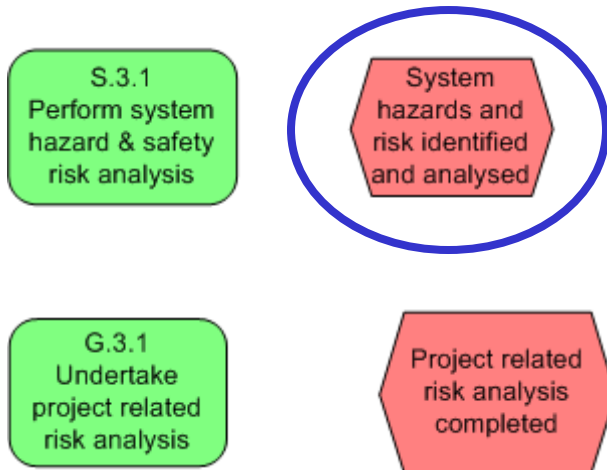 S.3.1
Perform system
hazard & safety
risk analysis
System
hazards and
risk identified
and analysed
G.3.1
Undertake
project related
risk analysis
Project related
risk analysis
completed